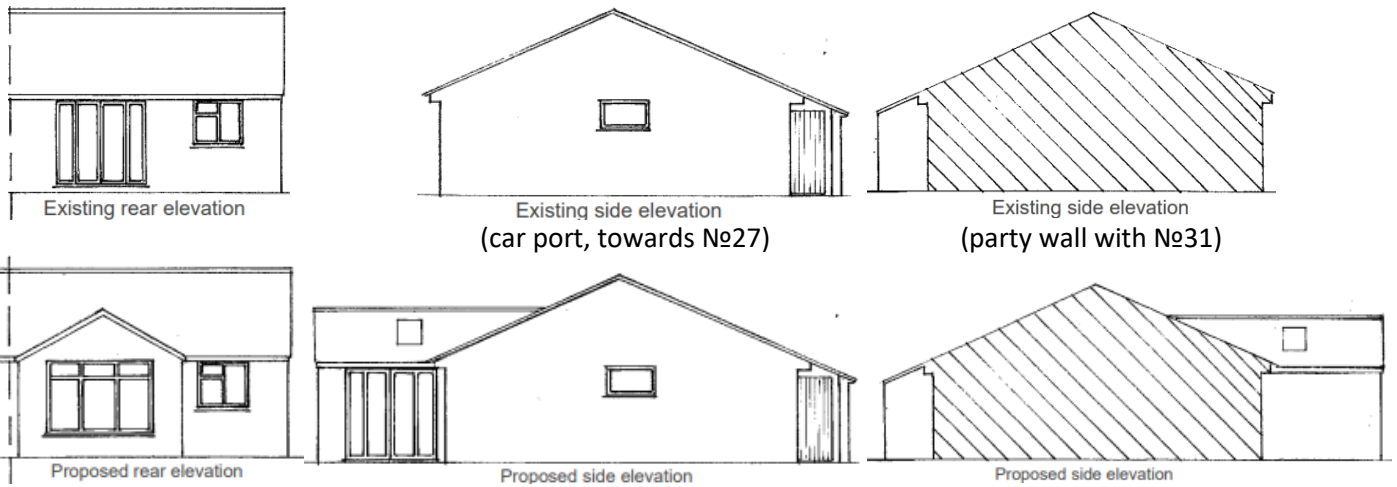 Existing rear elevation
Existing side elevation
(car port, towards №27)
Existing side elevation
(party wall with №31)
Proposed rear elevation
Proposed side elevation
Proposed side elevation